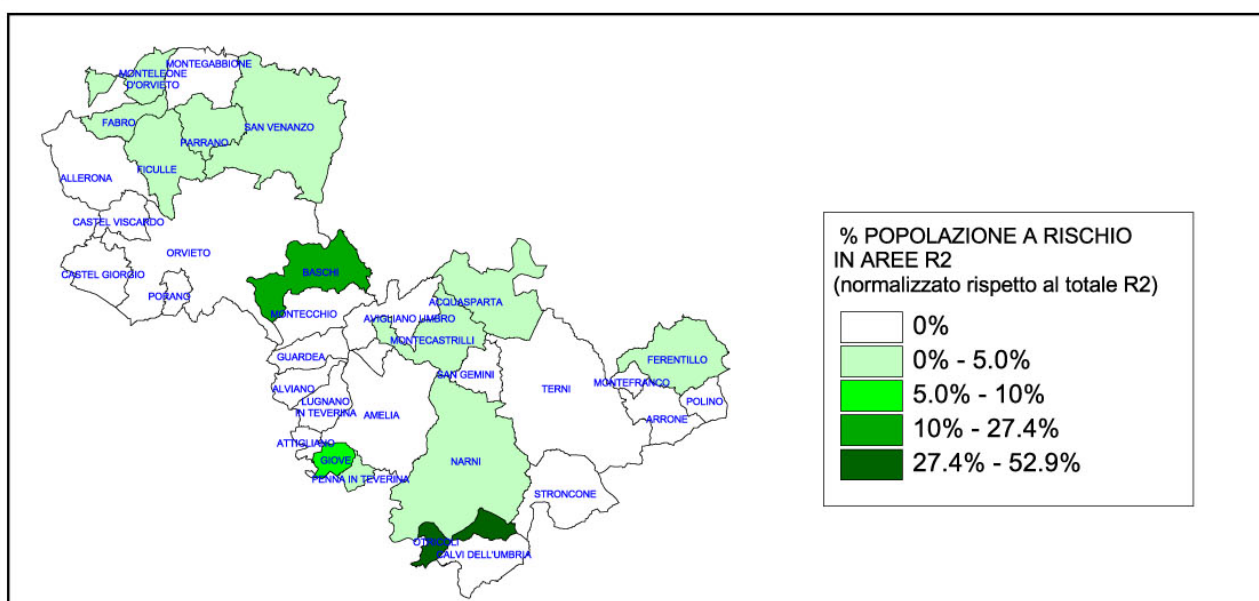 MONTEGABBIONE
MONTELEONE
D'ORVIETO
FABRO
SAN VENANZO
PARRANO
FICULLE
ALLERONA
CASTEL VISCARDO
ORVIETO
CASTEL GIORGIO
BASCHI
PORANO
MONTECCHIO
ACQUASPARTA
AVIGLIANO UMBRO
MONTECASTRILLI
GUARDEA
FERENTILLO
SAN GEMINI
MONTEFRANCO
ALVIANO
TERNI
POLINO
LUGNANO
IN TEVERINA
AMELIA
ARRONE
ATTIGLIANO
GIOVE
NARNI
PENNA IN TEVERINA
STRONCONE
OTRICOLI
CALVI DELL'UMBRIA
% POPOLAZIONE A RISCHIO
IN AREE R2
(normalizzato rispetto al totale R2)
0%
0% - 5.0%
5.0% - 10%
10% - 27.4%
27.4% - 52.9%